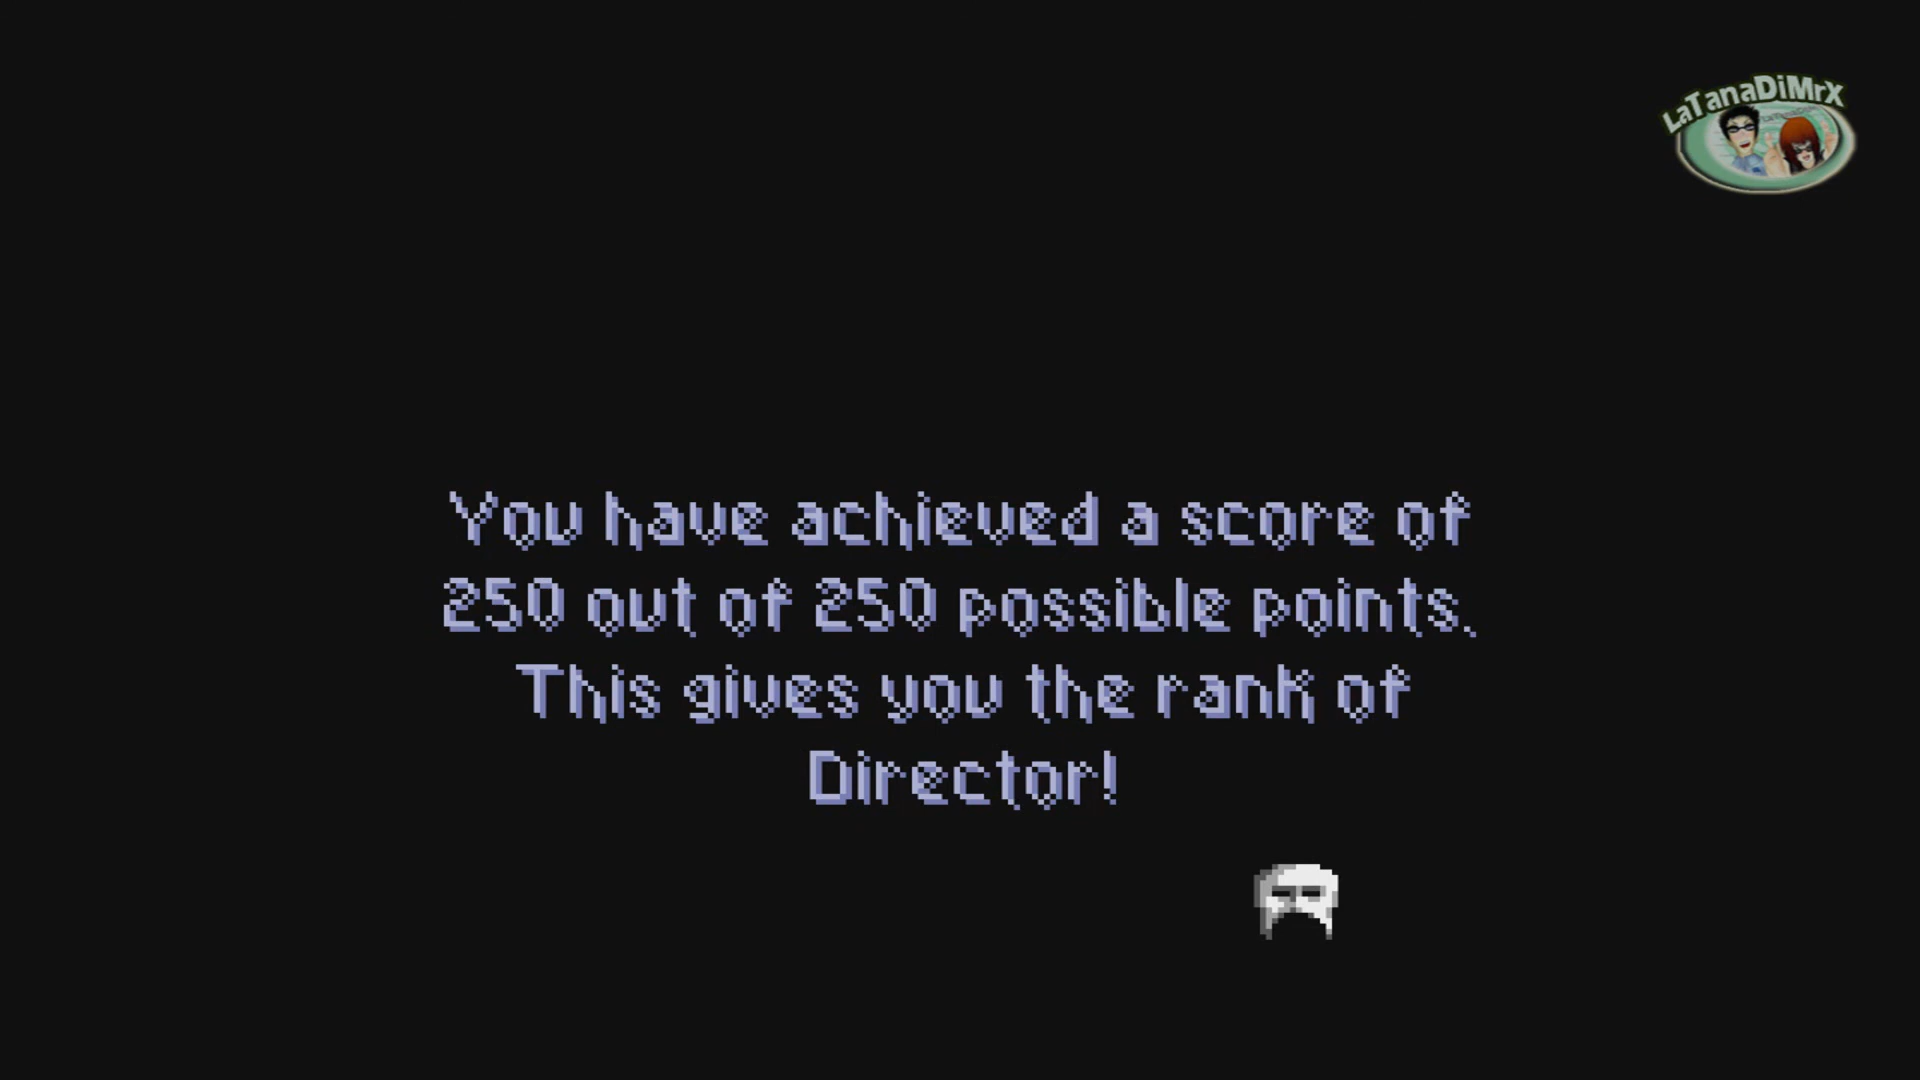 LaTanaDiMrX
You have achieved a score of
250 out of 250 possible points.
This gives you the rank of
Director!